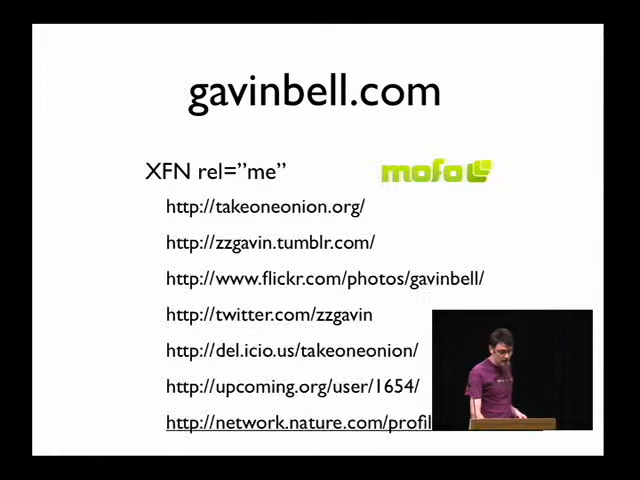 gavinbell.com
XFN rel=”me”
mofo
http://takeoneonion.org/
http://zzgavin.tumblr.com/
http://www.flickr.com/photos/gavinbell/
http://twitter.com/zzgavin
http://del.icio.us/takeoneonion/
http://upcoming.org/user/1654/
http://network.nature.com/profil